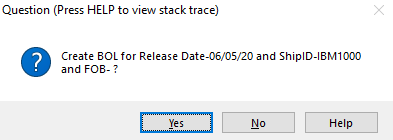 Question (Press HELP to view stack trace)
Create BOL for Release Date-06/05/20 and ShipID-IBM1000
and FOB- ?
Yes
No
Help